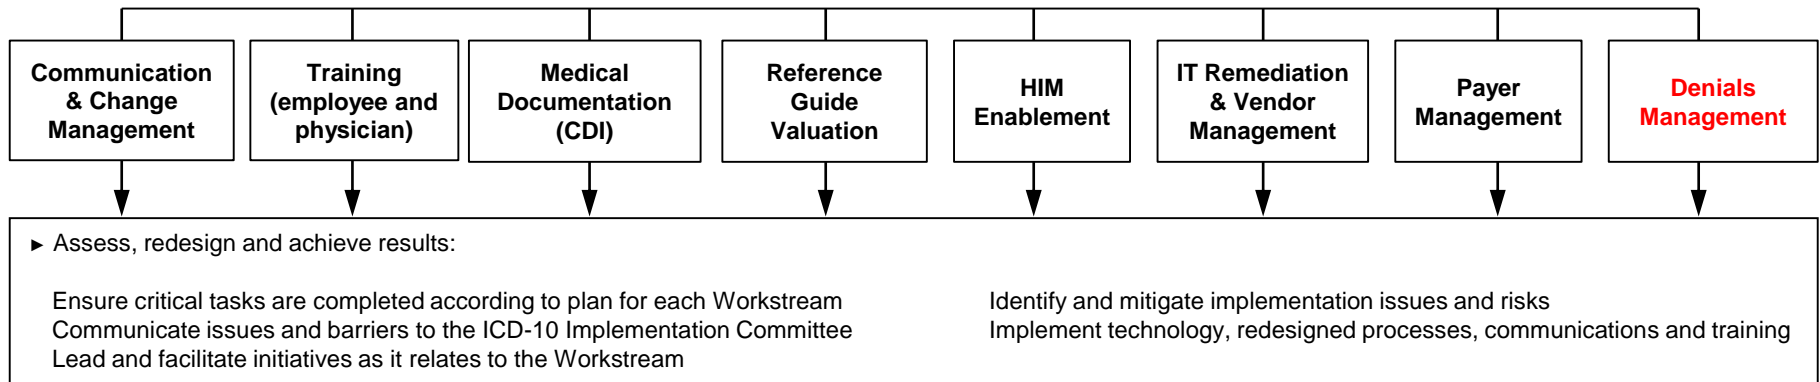 Communication
& Change
Management
Training
(employee and
physician)
Medical
Documentation
(CDI)
Reference
Guide
Valuation
HIM
Enablement
IT Remediation
& Vendor
Management
Payer
Management
Denials
Management
► Assess, redesign and achieve results:
Ensure critical tasks are completed according to plan for each Workstream
Communicate issues and barriers to the ICD-10 Implementation Committee
Lead and facilitate initiatives as it relates to the Workstream
Identify and mitigate implementation issues and risks
Implement technology, redesigned processes, communications and training